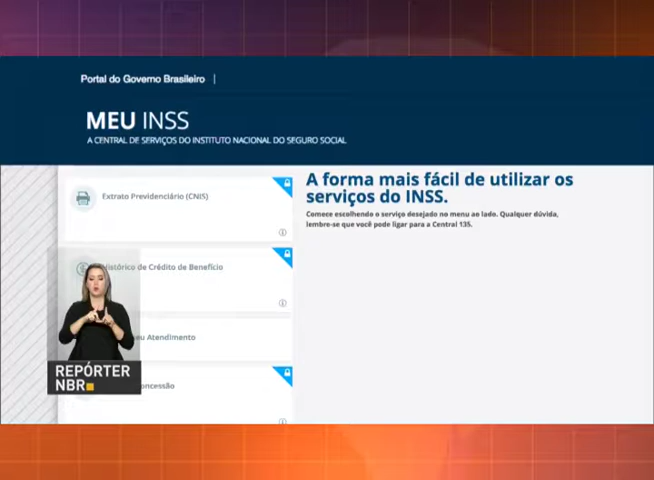 Portal do Governo Brasileiro |
MEU INSS
A CENTRAL DE SERVIÇOS DO INSTITUTO NACIONAL DO SEGURO SOCIAL
Extrato Previdenciário (CNIS)
A forma mais fácil de utilizar os
serviços do INSS.
Comece escolhendo o serviço desejado no menu ao lado. Qualquer dúvida,
lembre-se que você pode ligar para a Central 135.
Histórico de Crédito de Benefício
Atendimento
REPÓRTER
NBR